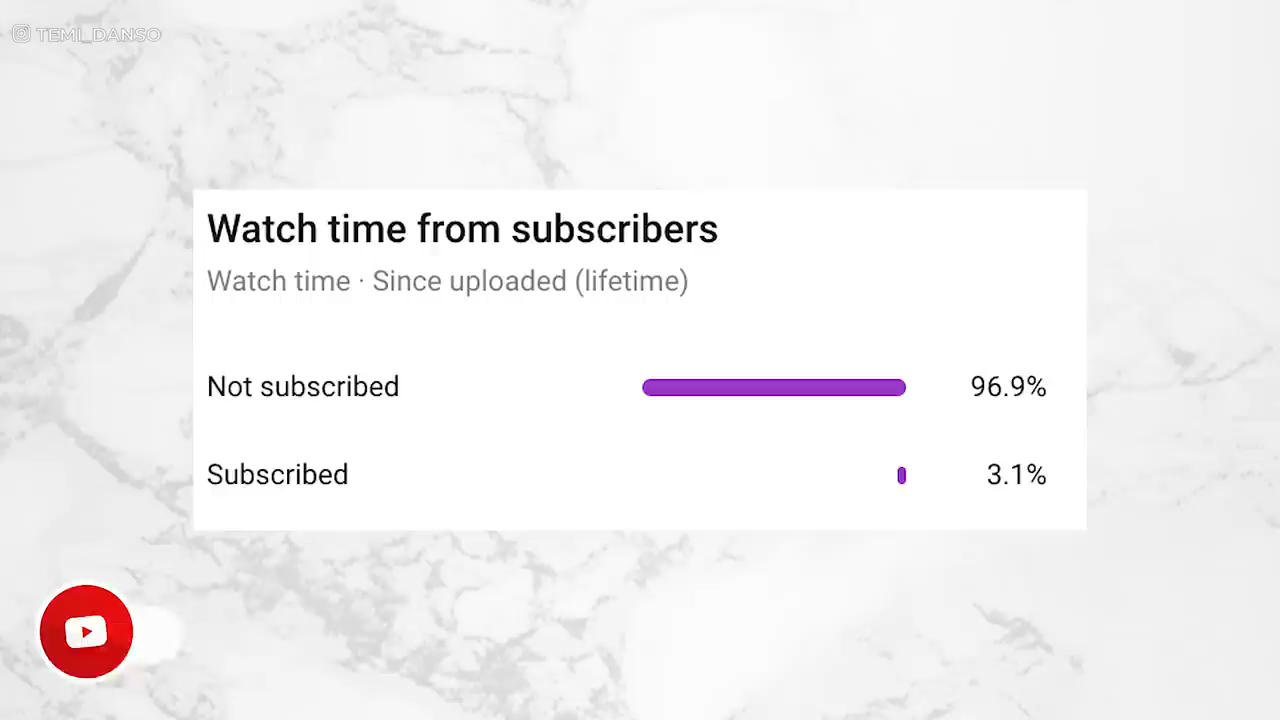 TEMI_DANSO
Watch time from subscribers
Watch time · Since uploaded (lifetime)
Not subscribed 96.9%
Subscribed 3.1%